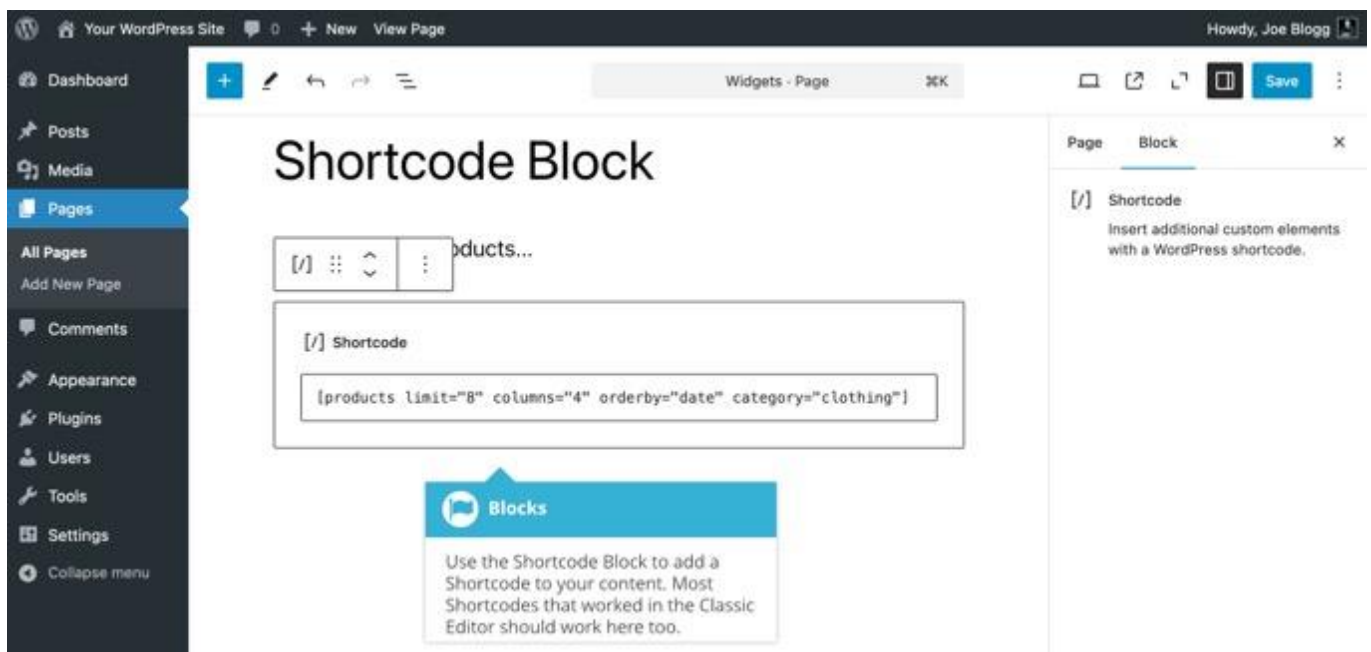 Your WordPress Site 0 + New View Page Howdy, Joe Blogg
Dashboard
Posts
Media
Pages
All Pages
Add New Page
Comments
Appearance
Plugins
Users
Tools
Settings
Collapse menu
Widgets · Page ⌘K Save
Shortcode Block
oducts...
[/]
[/] Shortcode
[products limit="8" columns="4" orderby="date" category="clothing"]
Blocks
Use the Shortcode Block to add a
Shortcode to your content. Most
Shortcodes that worked in the Classic
Editor should work here too.
Page Block
[/] Shortcode
Insert additional custom elements
with a WordPress shortcode.